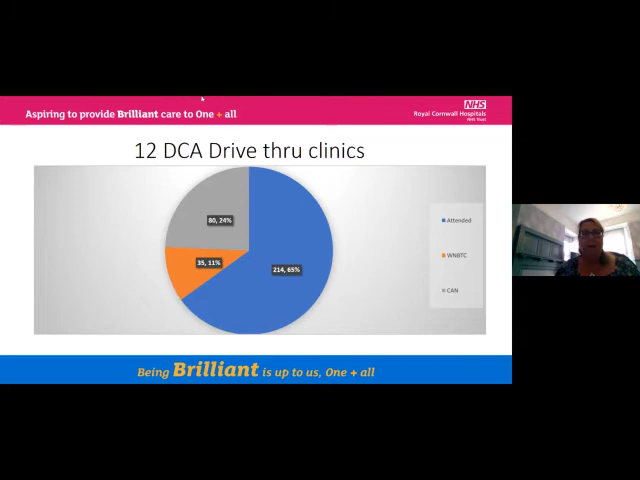 Aspiring to provide Brilliant care to One + all
NHS
Royal Cornwall Hospitals
NHS Trust
12 DCA Drive thru clinics
80, 24%
35, 11%
214, 65%
Attended
WNBTC
CAN
Being Brilliant is up to us, One + all